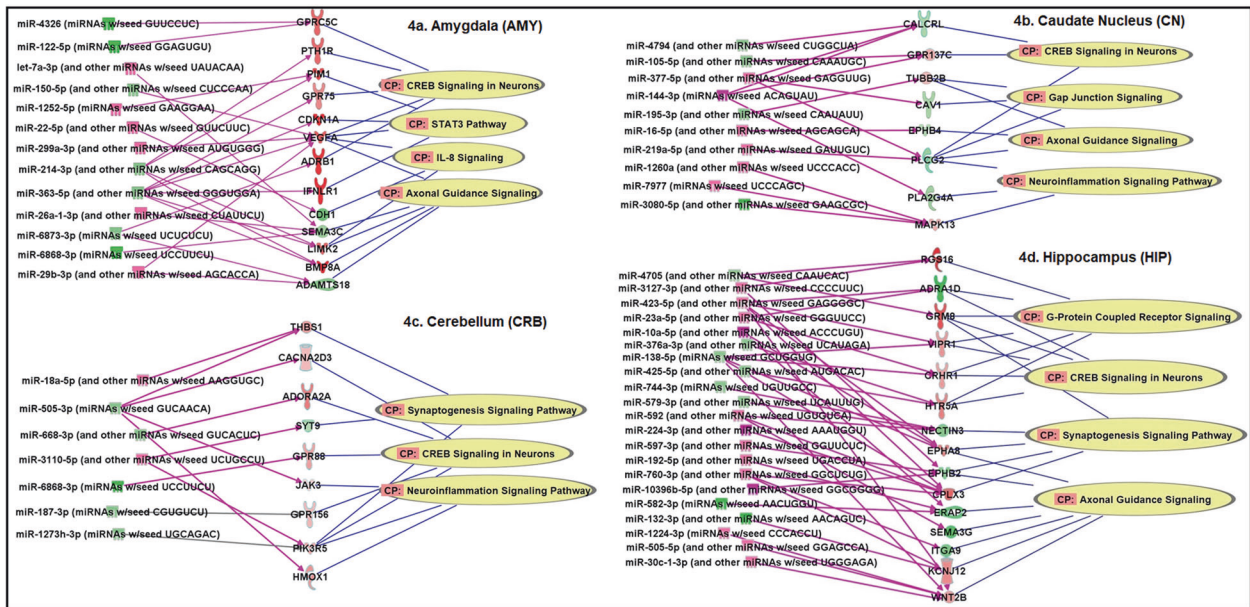 4a. Amygdala (AMY)
miR-4326 (miRNAs w/seed GUUCCUC)
miR-122-5p (miRNAs w/seed GGAGUGU)
let-7a-3p (and other miRNAs w/seed UAUACAA)
miR-150-5p (and other miRNAs w/seed CUCCCAA)
miR-1252-5p (miRNAs w/seed GAAGGAA)
miR-22-5p (and other miRNAs w/seed GUUCUUC)
miR-299a-3p (and other miRNAs w/seed AUGUGGG)
miR-214-3p (and other miRNAs w/seed CAGCAGG)
miR-363-5p (and other miRNAs w/seed GGGUGGA)
miR-26a-1-3p (and other miRNAs w/seed CUAUUCU)
miR-6873-3p (and other miRNAs w/seed UCUCUCU)
miR-6868-3p (miRNAs w/seed UCCUUCU)
miR-29b-3p (and other miRNAs w/seed AGCACCA)
GPRC5C
PTH1R
PIM1
GPR75
CDKN1A
VEGFA
ADRB1
IFNLR1
CDH1
SEMA3C
LIMK2
BMP8A
ADAMTS18
CP: CREB Signaling in Neurons
CP: STAT3 Pathway
CP: IL-8 Signaling
CP: Axonal Guidance Signaling
4b. Caudate Nucleus (CN)
miR-4794 (and other miRNAs w/seed CUGGCUA)
miR-105-5p (and other miRNAs w/seed CAAAUGC)
miR-377-5p (and other miRNAs w/seed GAGGUUG)
miR-144-3p (miRNAs w/seed ACAGUAU)
miR-195-3p (and other miRNAs w/seed CAAUAUU)
miR-16-5p (and other miRNAs w/seed AGCAGCA)
miR-219a-5p (and other miRNAs w/seed GAUUGUC)
miR-1260a (and other miRNAs w/seed UCCCACC)
miR-7977 (miRNAs w/seed UCCCAGC)
miR-3080-5p (and other miRNAs w/seed GAAGCGC)
CALCRL
GPR137C
TUBB2B
CAV1
EPHB4
PLCG2
PLA2G4A
MAPK13
CP: CREB Signaling in Neurons
CP: Gap Junction Signaling
CP: Axonal Guidance Signaling
CP: Neuroinflammation Signaling Pathway
4c. Cerebellum (CRB)
miR-18a-5p (and other miRNAs w/seed AAGGUGC)
miR-505-3p (miRNAs w/seed GUCAACA)
miR-668-3p (and other miRNAs w/seed GUCACUC)
miR-3110-5p (and other miRNAs w/seed UCUGCCU)
miR-6868-3p (miRNAs w/seed UCCUUCU)
miR-187-3p (miRNAs w/seed CGUGUCU)
miR-1273h-3p (miRNAs w/seed UGCAGAC)
THBS1
CACNA2D3
ADORA2A
SYT9
GPR88
JAK3
GPR156
PIK3R5
HMOX1
CP: Synaptogenesis Signaling Pathway
CP: CREB Signaling in Neurons
CP: Neuroinflammation Signaling Pathway
4d. Hippocampus (HIP)
miR-4705 (and other miRNAs w/seed CAAUCAC)
miR-3127-3p (and other miRNAs w/seed CCCCUUC)
miR-423-5p (and other miRNAs w/seed GAGGGGC)
miR-23a-5p (and other miRNAs w/seed GGGUUCC)
miR-10a-5p (and other miRNAs w/seed ACCCUGU)
miR-376a-3p (and other miRNAs w/seed UCAUAGA)
miR-138-5p (miRNAs w/seed GCUGGUG)
miR-425-5p (and other miRNAs w/seed AUGACAC)
miR-744-3p (miRNAs w/seed UGUUGCC)
miR-579-3p (and other miRNAs w/seed UCAUUUG)
miR-592 (and other miRNAs w/seed UGUGUCA)
miR-224-3p (and other miRNAs w/seed AAAUGGU)
miR-597-3p (and other miRNAs w/seed GGUUCUC)
miR-192-5p (and other miRNAs w/seed UGACCUA)
miR-760-3p (and other miRNAs w/seed GGCUCUG)
miR-10396b-5p (and other miRNAs w/seed GGCGGGG)
miR-582-3p (miRNAs w/seed AACUGGU)
miR-132-3p (and other miRNAs w/seed AACAGUC)
miR-1224-3p (miRNAs w/seed CCCACCU)
miR-505-5p (and other miRNAs w/seed GGAGCCA)
miR-30c-1-3p (and other miRNAs w/seed UGGGAGA)
RGS16
ADRA1D
GRM8
VIPR1
CRHR1
HTR5A
NECTIN3
EPHA8
EPHB2
CPLX3
ERAP2
SEMA3G
ITGA9
KCNJ12
WNT2B
CP: G-Protein Coupled Receptor Signaling
CP: CREB Signaling in Neurons
CP: Synaptogenesis Signaling Pathway
CP: Axonal Guidance Signaling